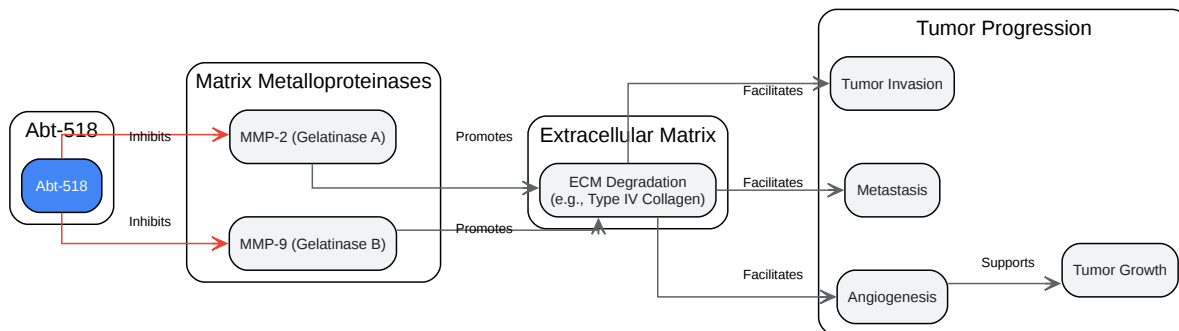 Tumor Progression
Matrix Metalloproteinases
Tumor Invasion
Facilitates
Abt-518
Inhibits
MMP-2 (Gelatinase A)
Promotes
Extracellular Matrix
Abt-518
ECM Degradation
(e.g., Type IV Collagen)
Facilitates
Metastasis
Inhibits
MMP-9 (Gelatinase B)
Promotes
Facilitates
Angiogenesis
Supports
Tumor Growth